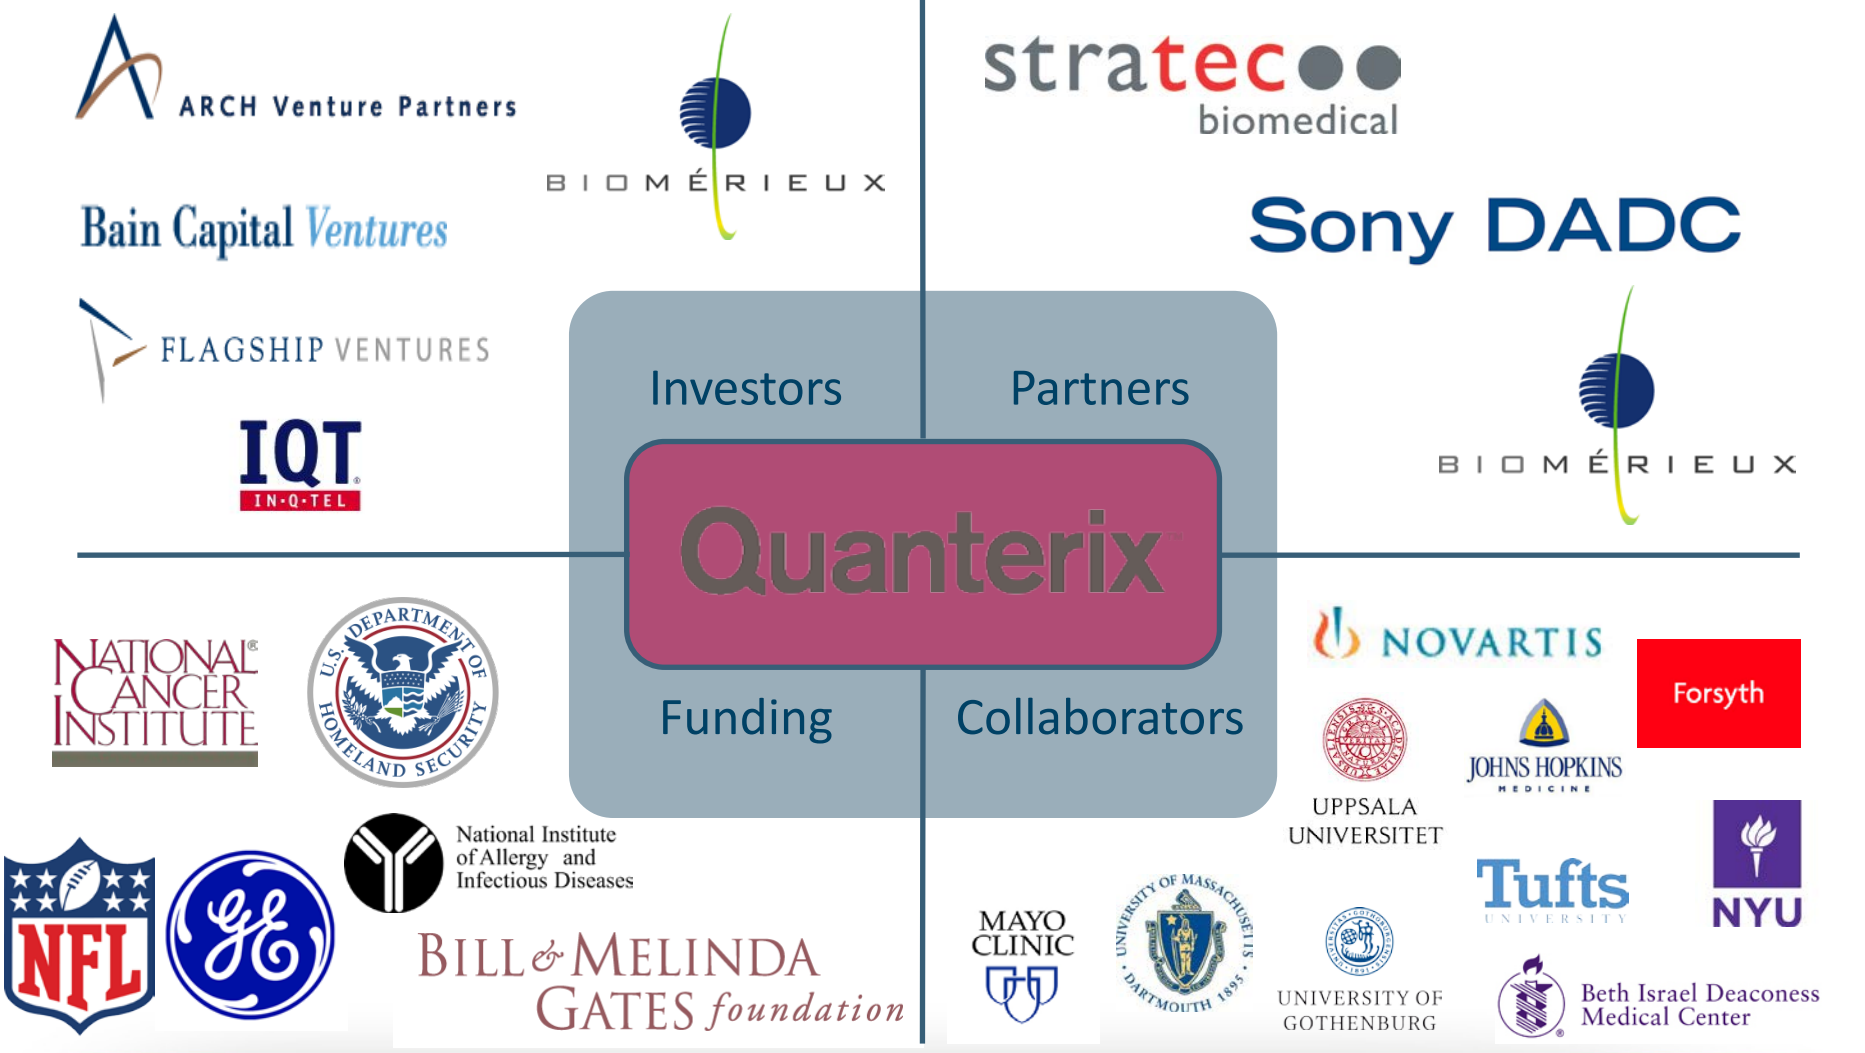 ARCH Venture Partners
BIOMÉRIEUX
Bain Capital Ventures
FLAGSHIP VENTURES
IQT
IN·Q·TEL
stratec
biomedical
Sony DADC
BIOMÉRIEUX
Investors
Partners
Quanterix™
Funding
Collaborators
NATIONAL®
CANCER
INSTITUTE
U.S. DEPARTMENT OF
HOMELAND SECURITY
NFL
GE
National Institute
of Allergy and
Infectious Diseases
BILL & MELINDA
GATES foundation
NOVARTIS
Forsyth
UPPSALA
UNIVERSITET
JOHNS HOPKINS
MEDICINE
Tufts
UNIVERSITY
NYU
MAYO
CLINIC
UNIVERSITY OF MASSACHUSETTS
DARTMOUTH 1895
1891
UNIVERSITY OF
GOTHENBURG
Beth Israel Deaconess
Medical Center